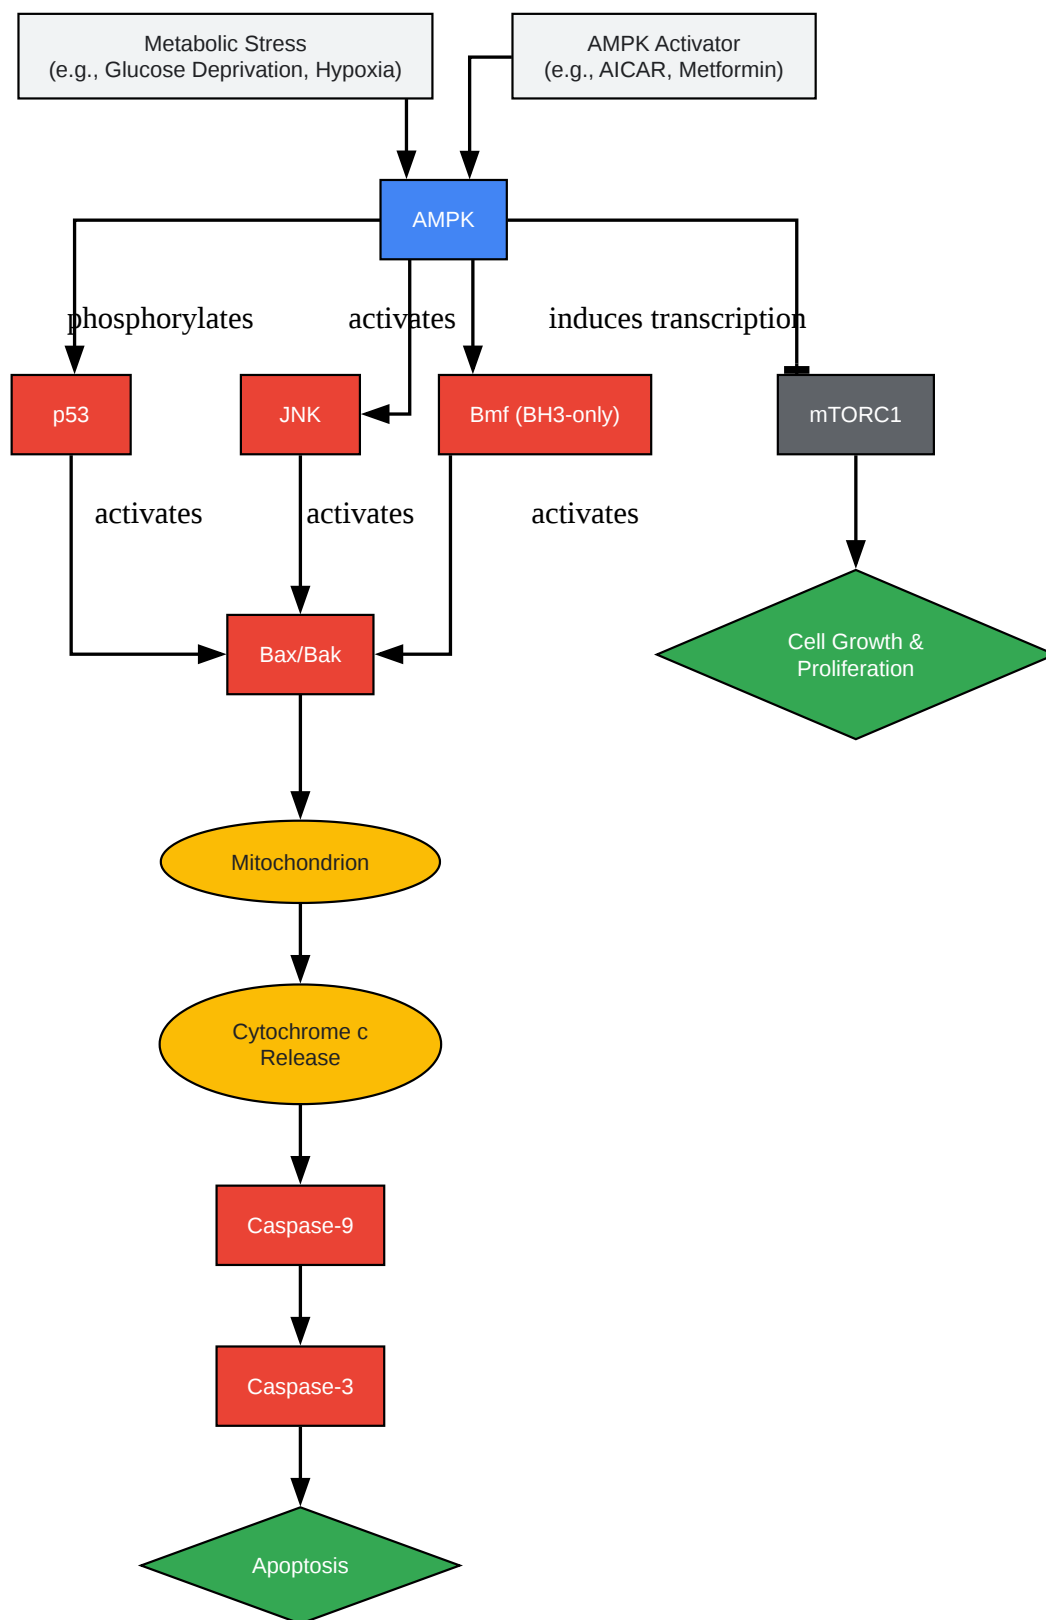 Metabolic Stress
(e.g., Glucose Deprivation, Hypoxia)
AMPK Activator
(e.g., AICAR, Metformin)
AMPK
phosphorylates
activates
induces transcription
p53
JNK
Bmf (BH3-only)
mTORC1
activates
activates
activates
Bax/Bak
Cell Growth &
Proliferation
Mitochondrion
Cytochrome c
Release
Caspase-9
Caspase-3
Apoptosis